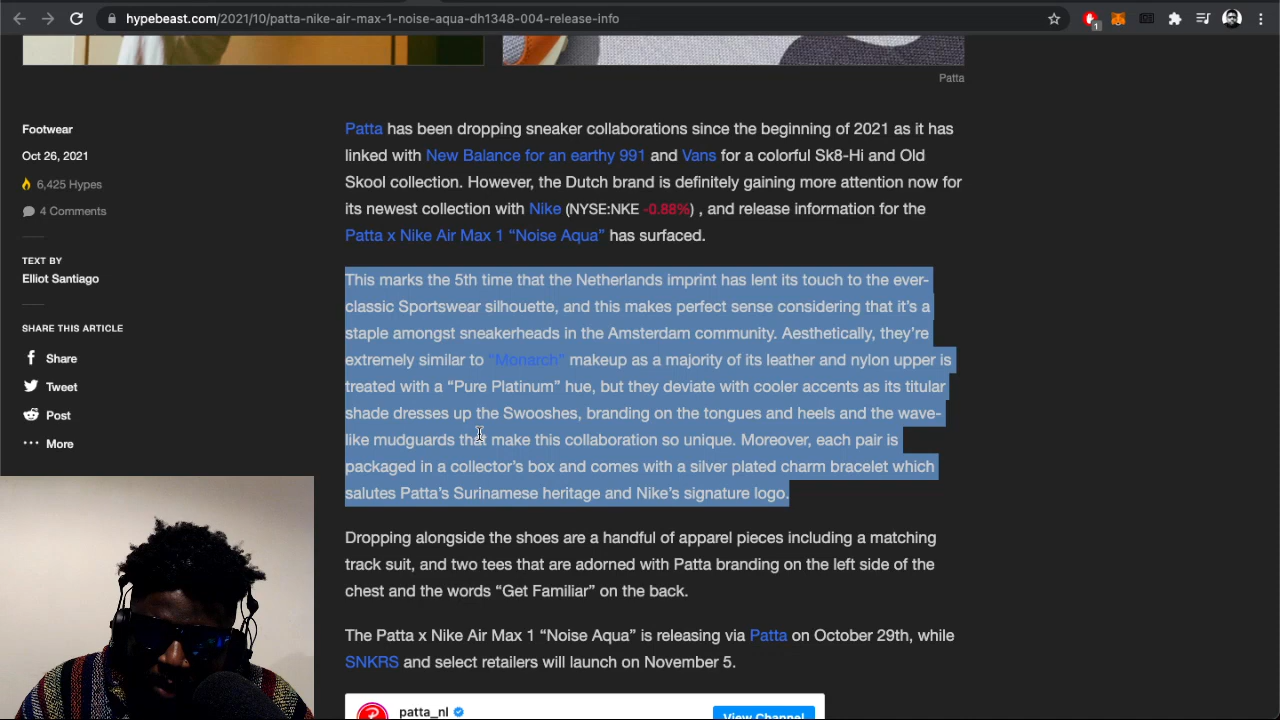 hypebeast.com/2021/10/patta-nike-air-max-1-noise-aqua-dh1348-004-release-info
1
Patta
Footwear
Oct 26, 2021
6,425 Hypes
4 Comments
TEXT BY
Elliot Santiago
SHARE THIS ARTICLE
Share
Tweet
Post
More
Patta has been dropping sneaker collaborations since the beginning of 2021 as it has
linked with New Balance for an earthy 991 and Vans for a colorful Sk8-Hi and Old
Skool collection. However, the Dutch brand is definitely gaining more attention now for
its newest collection with Nike (NYSE:NKE -0.88%) , and release information for the
Patta x Nike Air Max 1 “Noise Aqua” has surfaced.
This marks the 5th time that the Netherlands imprint has lent its touch to the ever-
classic Sportswear silhouette, and this makes perfect sense considering that it’s a
staple amongst sneakerheads in the Amsterdam community. Aesthetically, they’re
extremely similar to “Monarch” makeup as a majority of its leather and nylon upper is
treated with a “Pure Platinum” hue, but they deviate with cooler accents as its titular
shade dresses up the Swooshes, branding on the tongues and heels and the wave-
like mudguards that make this collaboration so unique. Moreover, each pair is
packaged in a collector’s box and comes with a silver plated charm bracelet which
salutes Patta’s Surinamese heritage and Nike’s signature logo.
Dropping alongside the shoes are a handful of apparel pieces including a matching
track suit, and two tees that are adorned with Patta branding on the left side of the
chest and the words “Get Familiar” on the back.
The Patta x Nike Air Max 1 “Noise Aqua” is releasing via Patta on October 29th, while
SNKRS and select retailers will launch on November 5.
patta_nl
View Channel